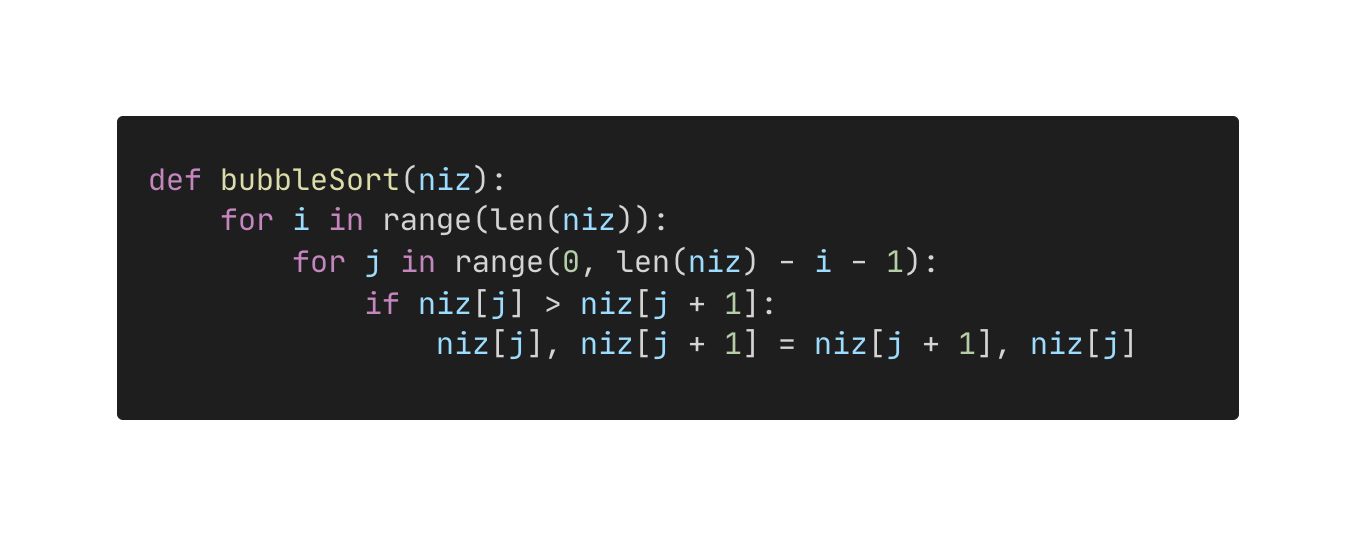 def bubbleSort(niz):
    for i in range(len(niz)):
        for j in range(0, len(niz) - i - 1):
            if niz[j] > niz[j + 1]:
                niz[j], niz[j + 1] = niz[j + 1], niz[j]